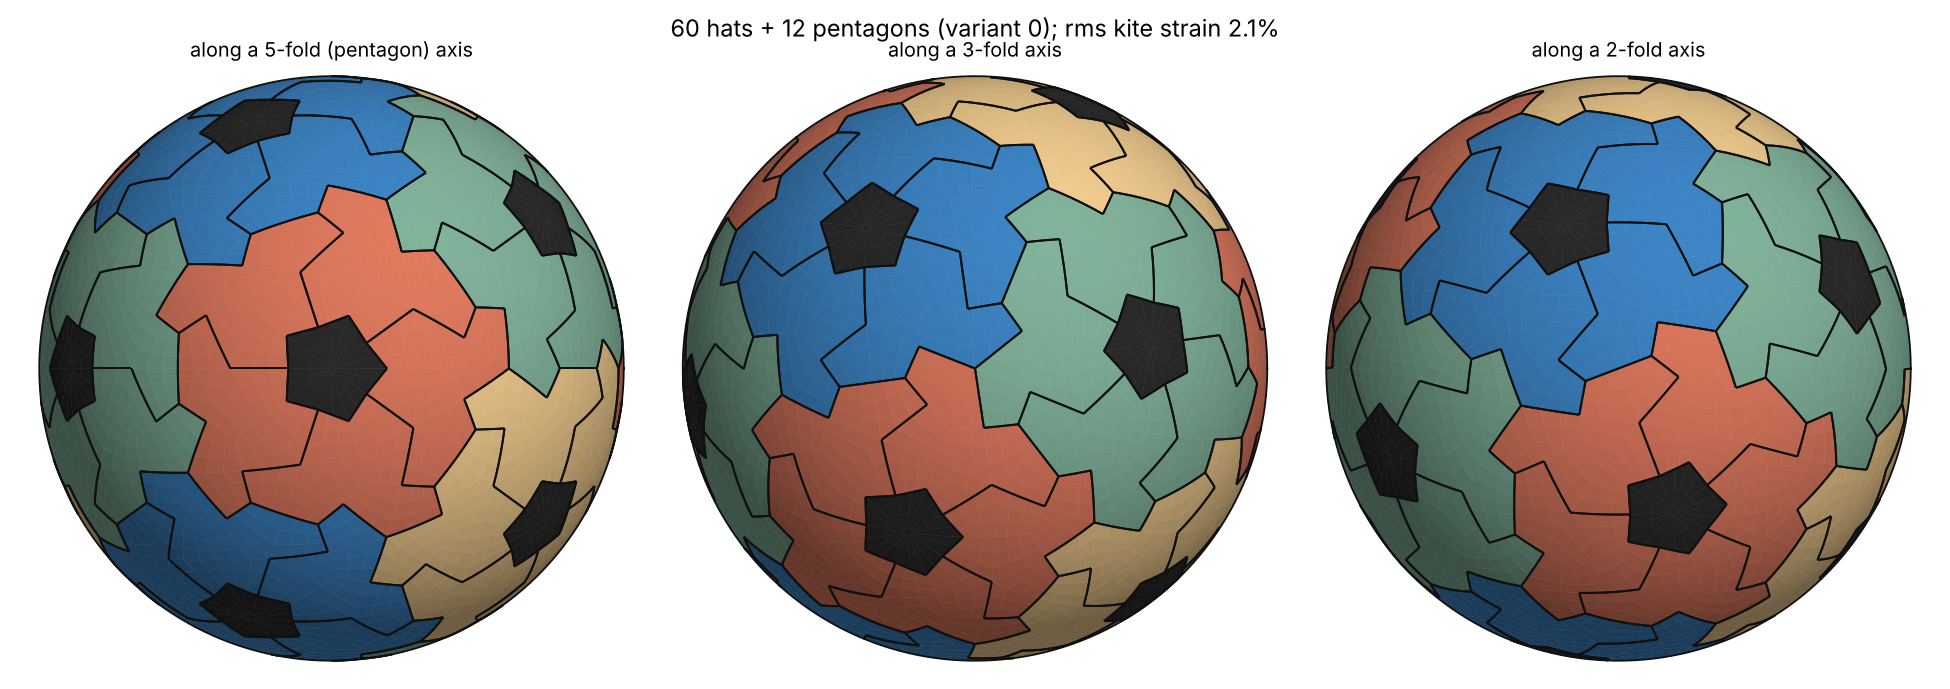 60 hats + 12 pentagons (variant 0); rms kite strain 2.1%
along a 5-fold (pentagon) axis
along a 3-fold axis
along a 2-fold axis